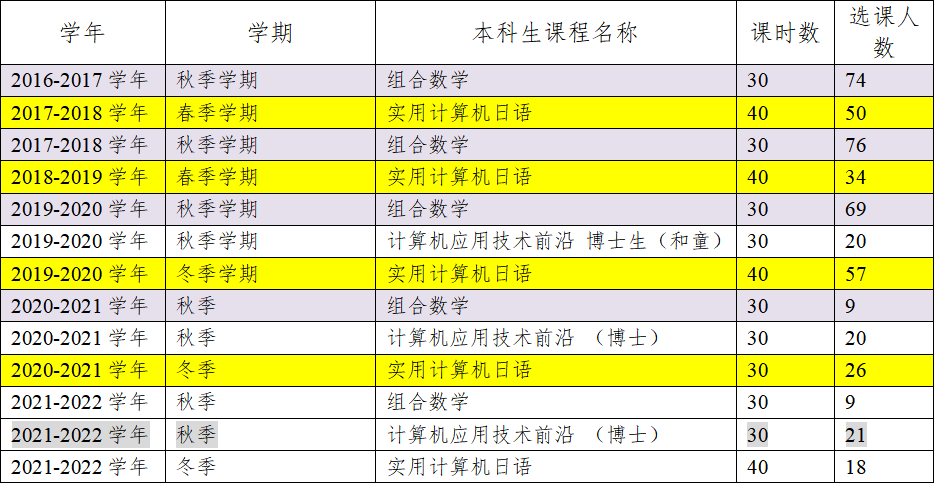 学年 学期 本科生课程名称 课时数 选课人数
2016-2017 学年 秋季学期 组合数学 30 74
2017-2018 学年 春季学期 实用计算机日语 40 50
2017-2018 学年 秋季学期 组合数学 30 76
2018-2019 学年 春季学期 实用计算机日语 40 34
2019-2020 学年 秋季学期 组合数学 30 69
2019-2020 学年 秋季学期 计算机应用技术前沿 博士生（和童） 30 20
2019-2020 学年 冬季学期 实用计算机日语 40 57
2020-2021 学年 秋季 组合数学 30 9
2020-2021 学年 秋季 计算机应用技术前沿 （博士） 30 20
2020-2021 学年 冬季 实用计算机日语 30 26
2021-2022 学年 秋季 组合数学 30 9
2021-2022 学年 秋季 计算机应用技术前沿 （博士） 30 21
2021-2022 学年 冬季 实用计算机日语 40 18